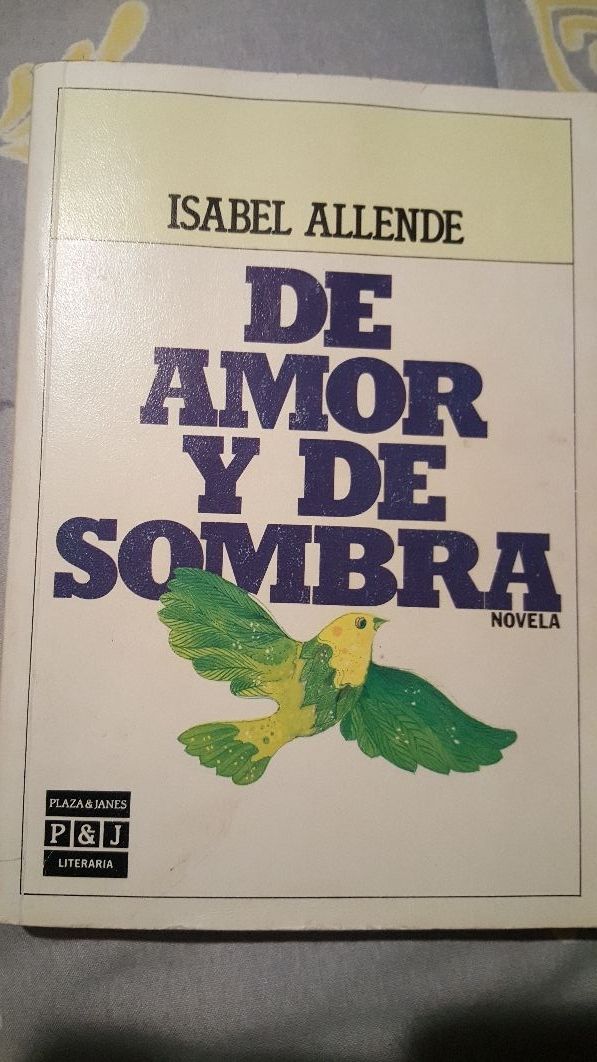 ISABEL ALLENDE
DE
AMOR
Y DE
SOMBRA
NOVELA
PLAZA & JANES
P & J
LITERARIA